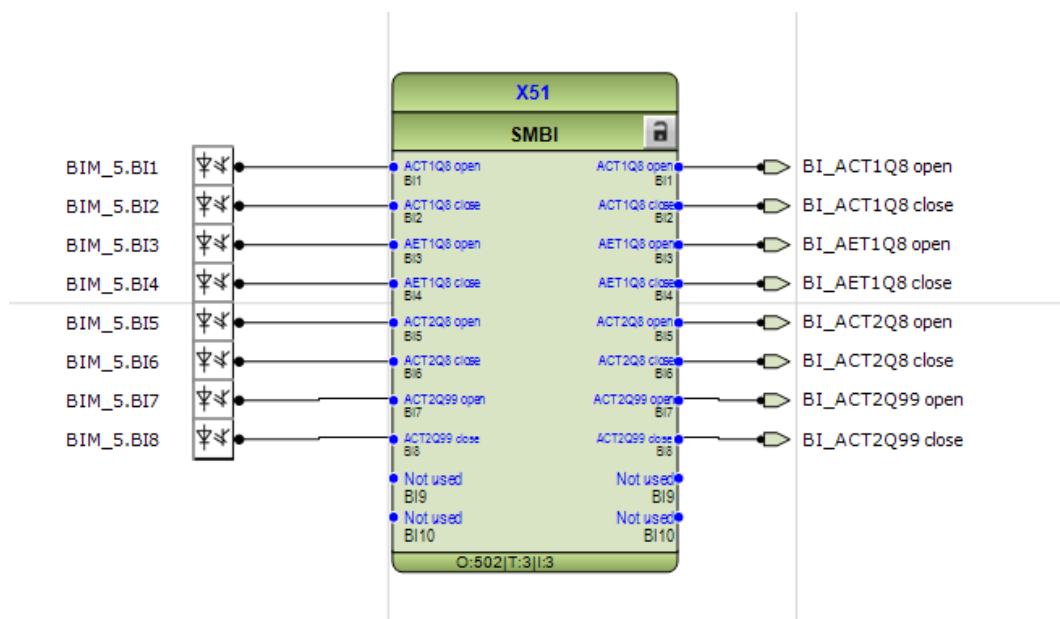 X51
SMBI
BIM_5.BI1 ACT1Q8 open ACT1Q8 open BI_ACT1Q8 open
BI1 BI1
BIM_5.BI2 ACT1Q8 close ACT1Q8 close BI_ACT1Q8 close
BI2 BI2
BIM_5.BI3 AET1Q8 open AET1Q8 open BI_AET1Q8 open
BI3 BI3
BIM_5.BI4 AET1Q8 close AET1Q8 close BI_AET1Q8 close
BI4 BI4
BIM_5.BI5 ACT2Q8 open ACT2Q8 open BI_ACT2Q8 open
BI5 BI5
BIM_5.BI6 ACT2Q8 close ACT2Q8 close BI_ACT2Q8 close
BI6 BI6
BIM_5.BI7 ACT2Q99 open ACT2Q99 open BI_ACT2Q99 open
BI7 BI7
BIM_5.BI8 ACT2Q99 close ACT2Q99 close BI_ACT2Q99 close
BI8 BI8
Not used Not used
BI9 BI9
Not used Not used
BI10 BI10
O:502|T:3|I:3